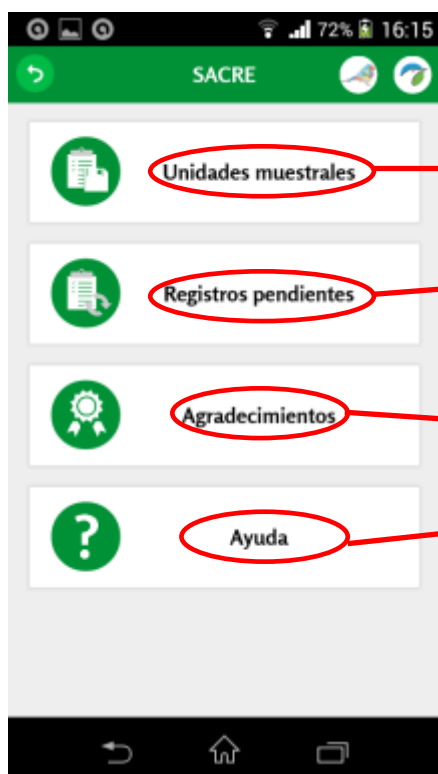 72% 16:15
SACRE
Unidades muestrales
Registros pendientes
Agradecimientos
?
Ayuda